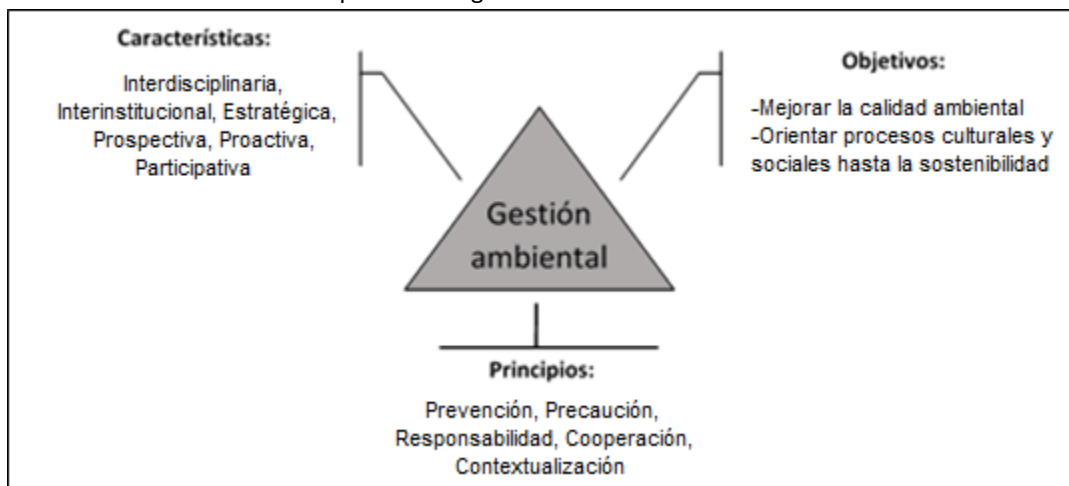 Características:
Interdisciplinaria,
Interinstitucional, Estratégica,
Prospectiva, Proactiva,
Participativa
Objetivos:
-Mejorar la calidad ambiental
-Orientar procesos culturales y
sociales hasta la sostenibilidad
Gestión
ambiental
Principios:
Prevención, Precaución,
Responsabilidad, Cooperación,
Contextualización